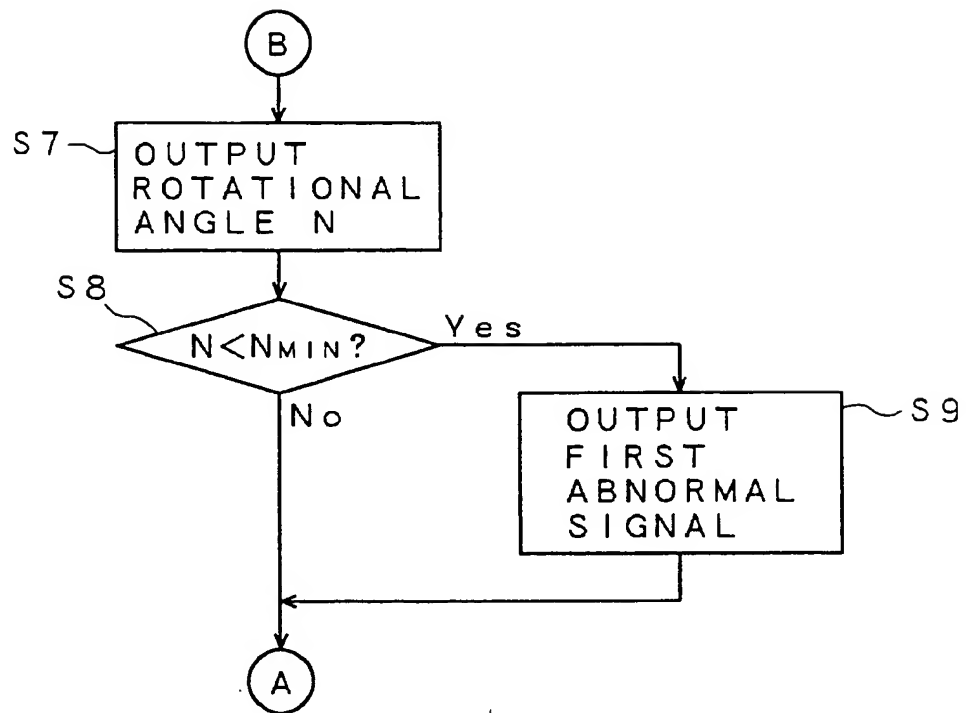 B
S7
OUTPUT
ROTATIONAL
ANGLE N
S8
N<NMIN?
Yes
No
S9
OUTPUT
FIRST
ABNORMAL
SIGNAL
A